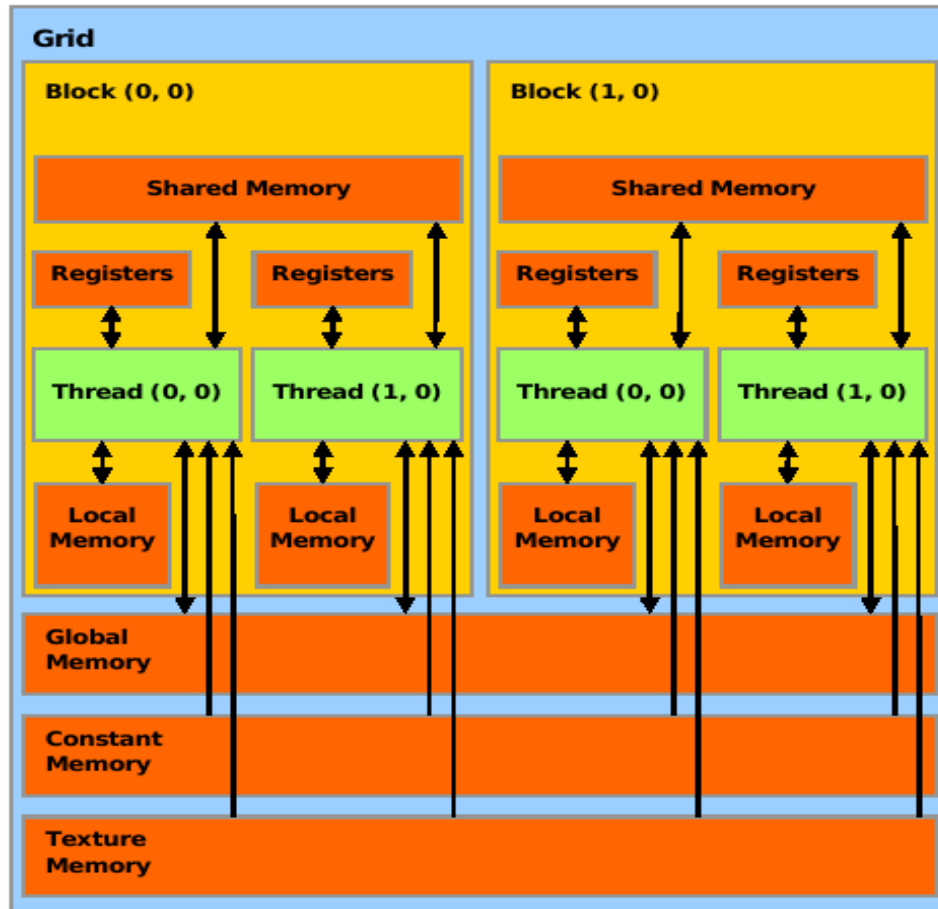 Grid
Block (0, 0)
Block (1, 0)
Shared Memory
Shared Memory
Registers
Registers
Registers
Registers
Thread (0, 0)
Thread (1, 0)
Thread (0, 0)
Thread (1, 0)
Local
Memory
Local
Memory
Local
Memory
Local
Memory
Global
Memory
Constant
Memory
Texture
Memory